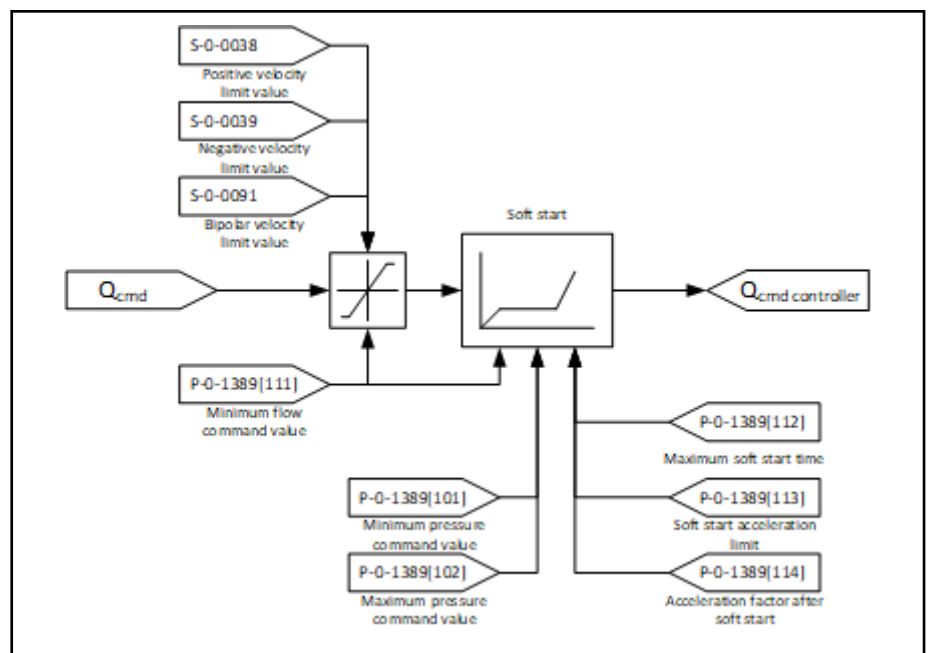 S-0-0038
Positive velocity
limit value
S-0-0039
Negative velocity
limit value
S-0-0091
Bipolar velocity
limit value
Soft start
Qcmd
Qcmd controller
P-0-1389[111]
Minimum flow
command value
P-0-1389[112]
Maximum soft start time
P-0-1389[101]
Minimum pressure
command value
P-0-1389[113]
Soft start acceleration
limit
P-0-1389[102]
Maximum pressure
command value
P-0-1389[114]
Acceleration factor after
soft start